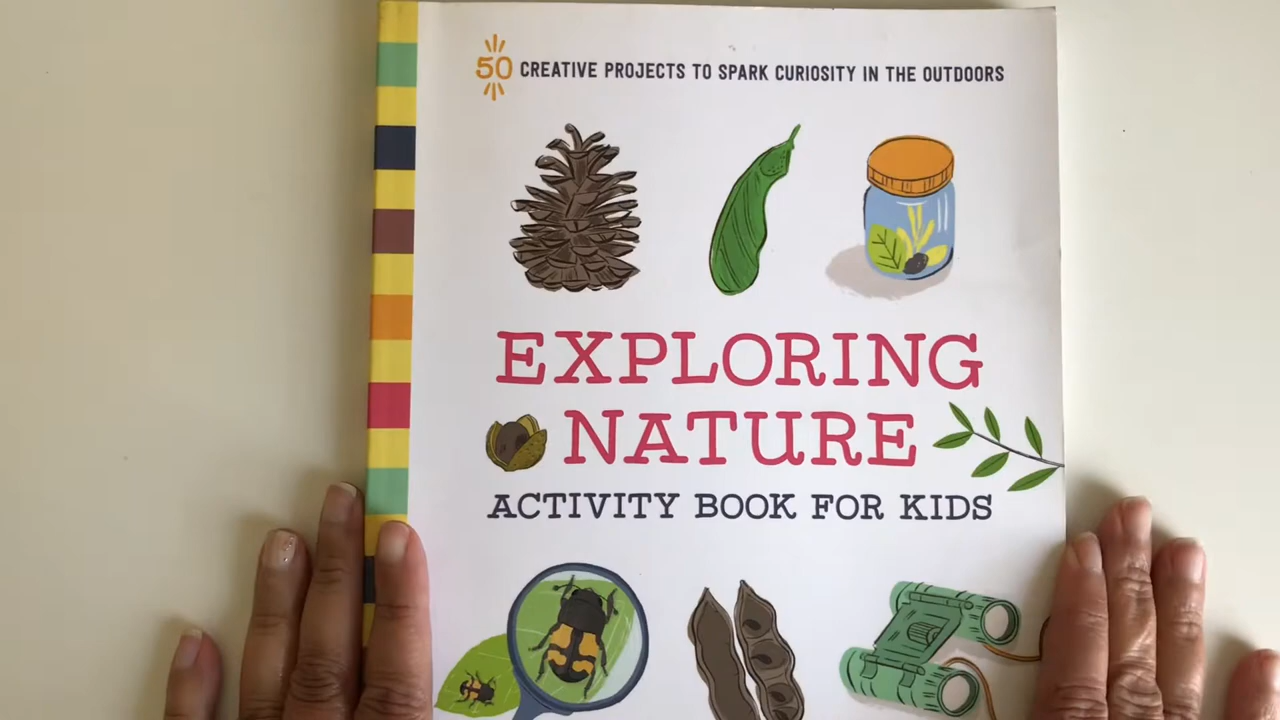 50 CREATIVE PROJECTS TO SPARK CURIOSITY IN THE OUTDOORS
EXPLORING
NATURE
ACTIVITY BOOK FOR KIDS